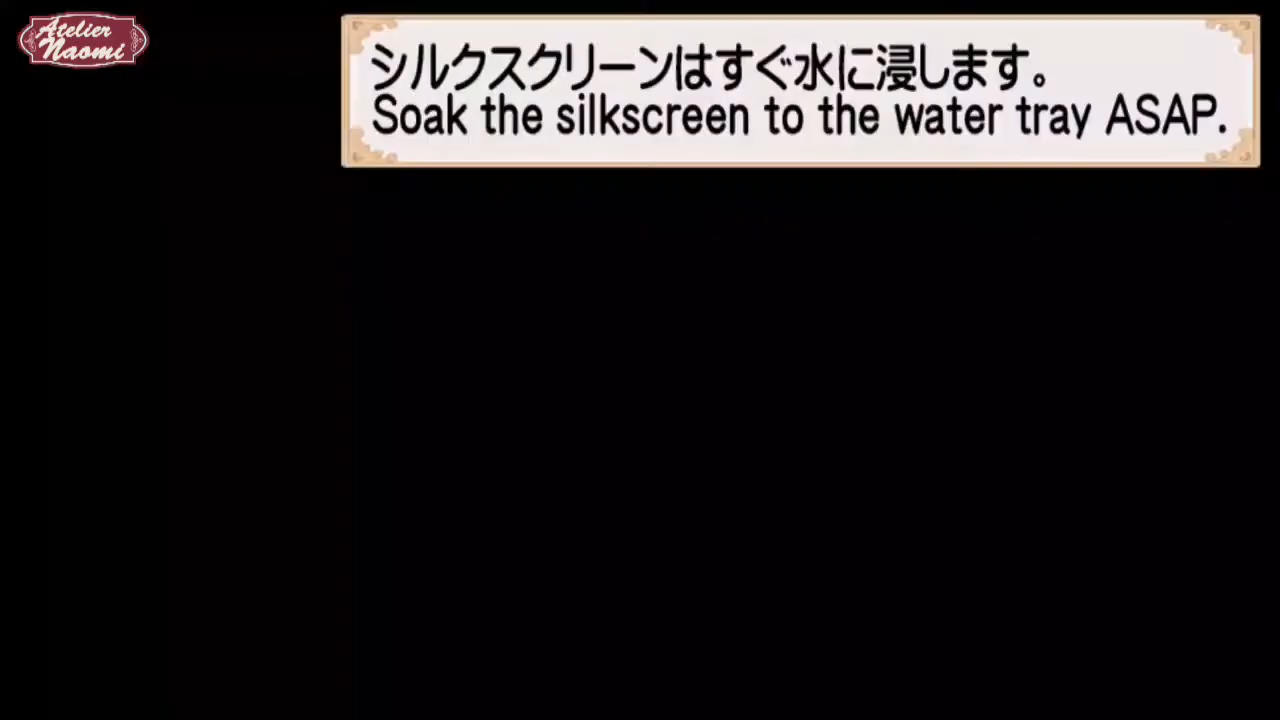 Atelier
Naomi
シルクスクリーンはすぐ水に浸します。
Soak the silkscreen to the water tray ASAP.